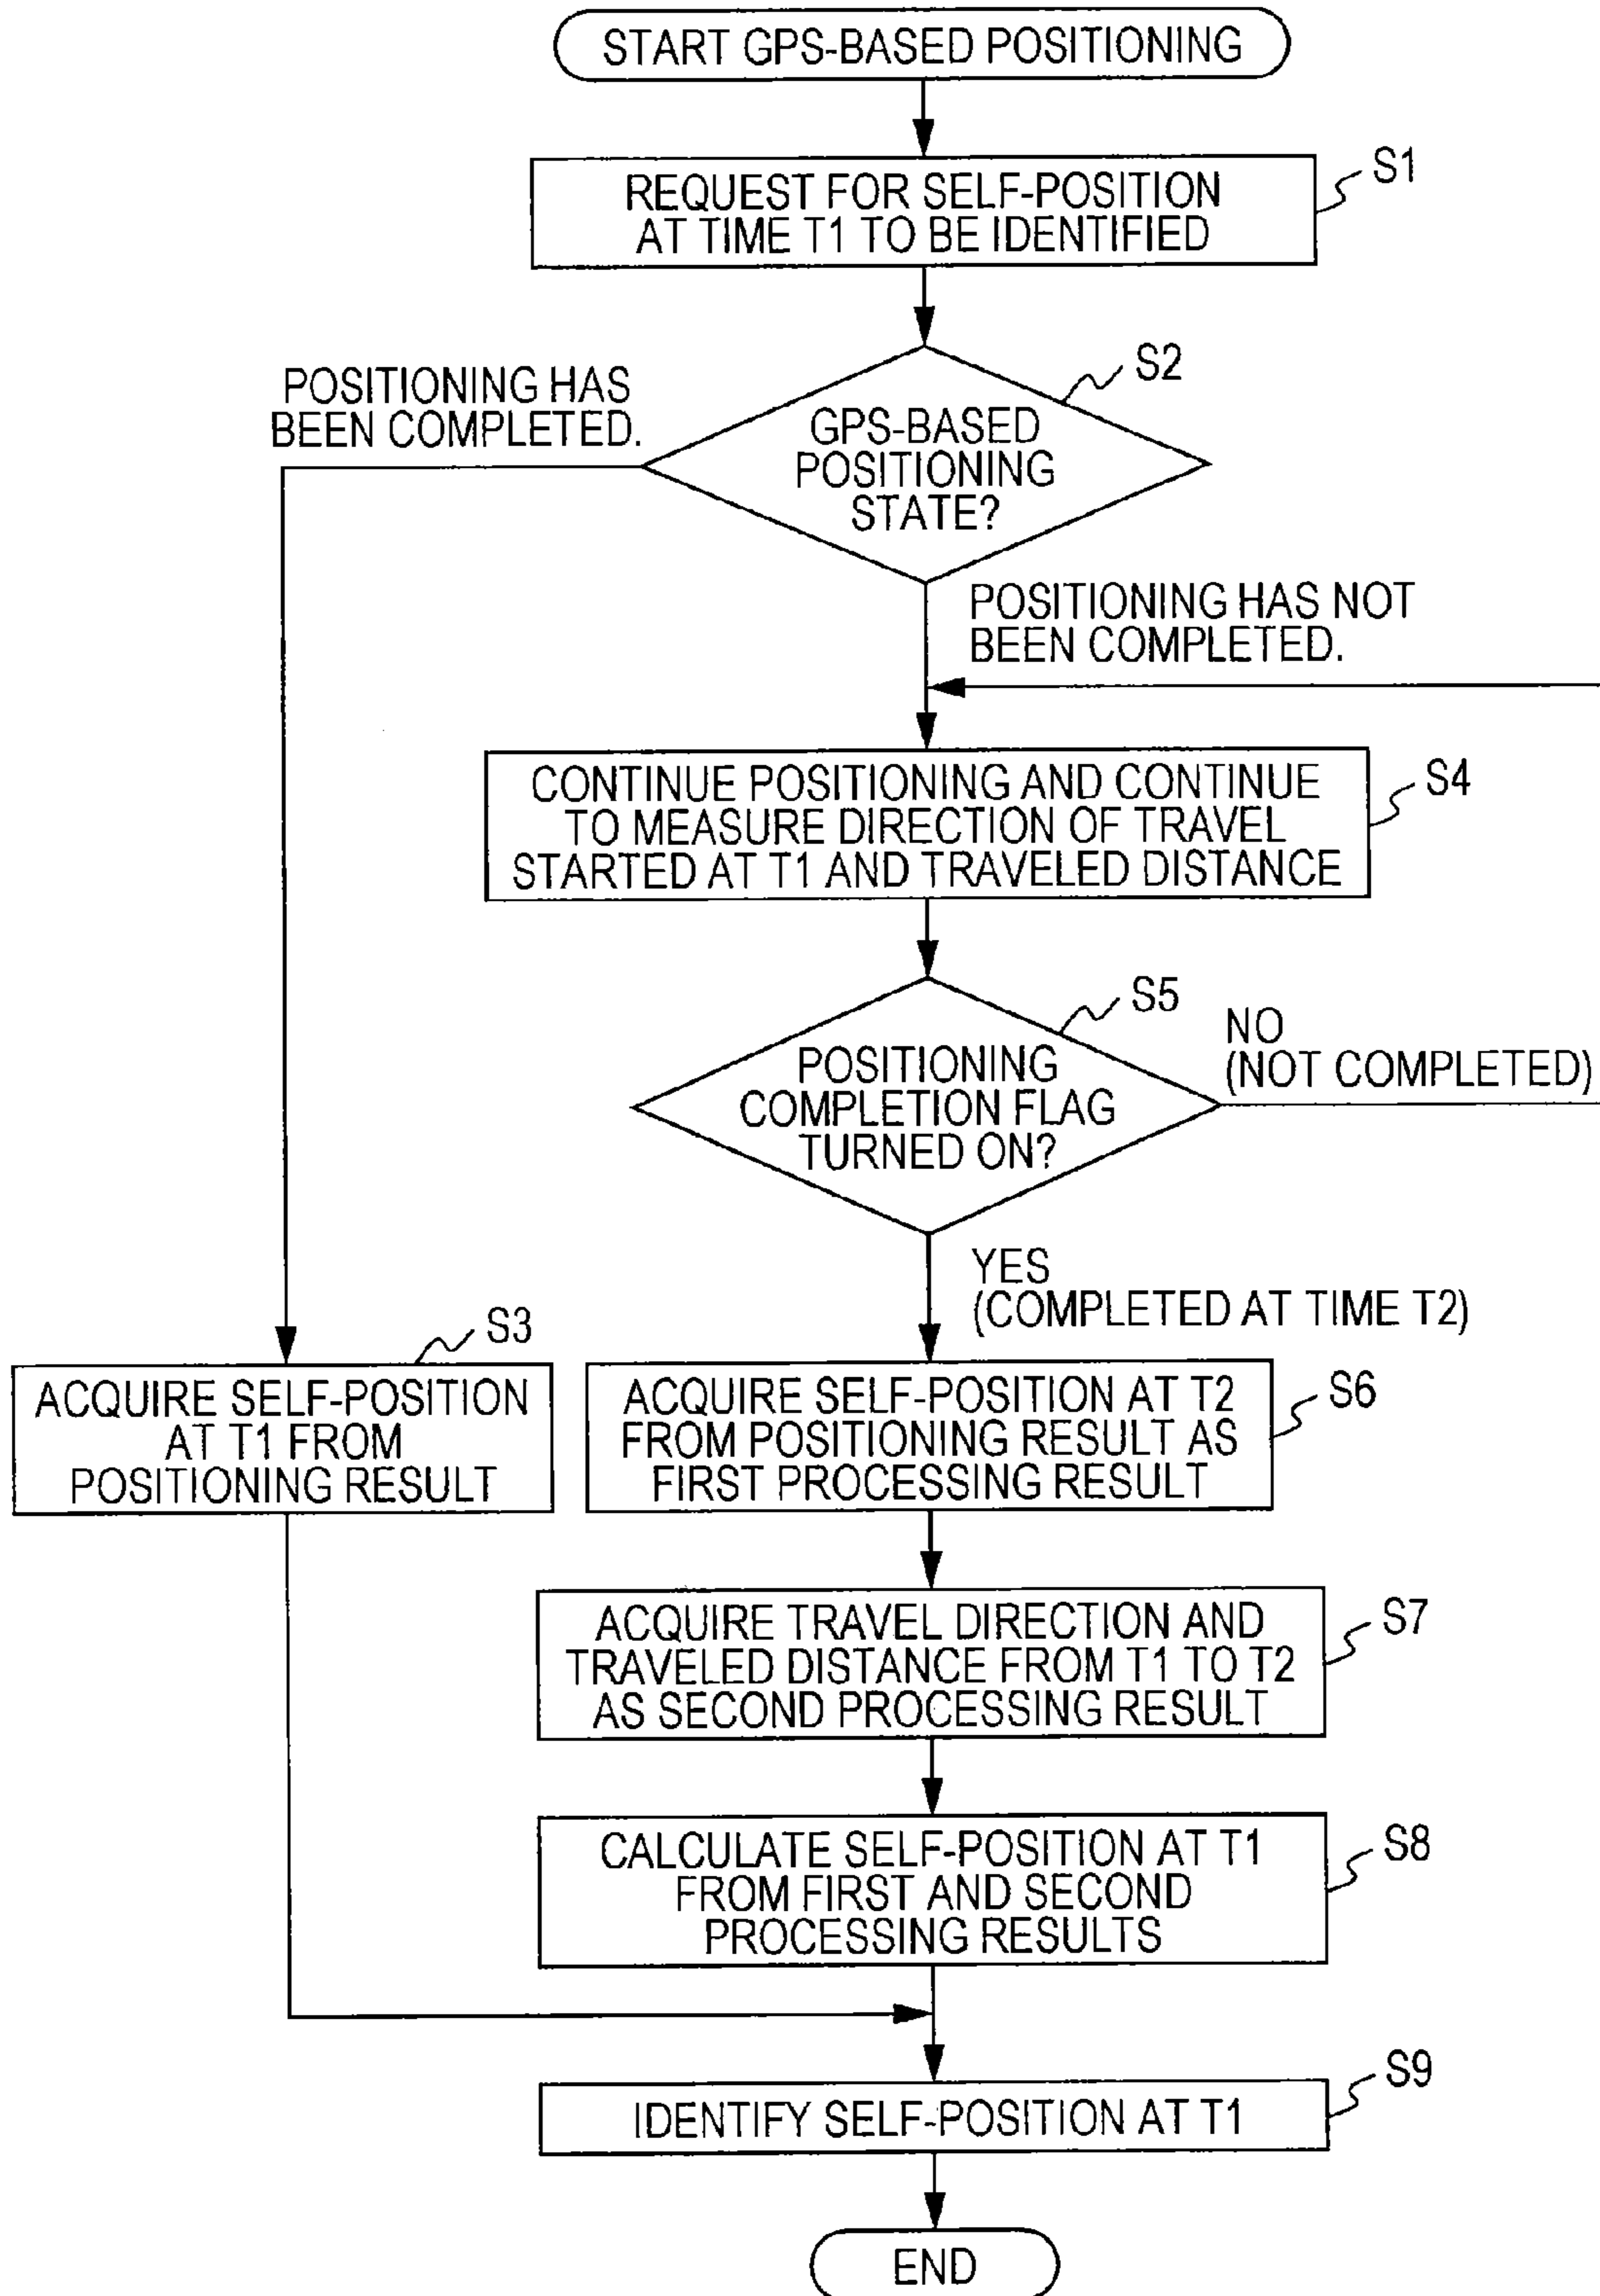 START GPS-BASED POSITIONING
REQUEST FOR SELF-POSITION
AT TIME T1 TO BE IDENTIFIED
S1
POSITIONING HAS
BEEN COMPLETED.
GPS-BASED
POSITIONING
STATE?
S2
POSITIONING HAS NOT
BEEN COMPLETED.
CONTINUE POSITIONING AND CONTINUE
TO MEASURE DIRECTION OF TRAVEL
STARTED AT T1 AND TRAVELED DISTANCE
S4
POSITIONING
COMPLETION FLAG
TURNED ON?
S5
NO
(NOT COMPLETED)
YES
(COMPLETED AT TIME T2)
S3
ACQUIRE SELF-POSITION
AT T1 FROM
POSITIONING RESULT
ACQUIRE SELF-POSITION AT T2
FROM POSITIONING RESULT AS
FIRST PROCESSING RESULT
S6
ACQUIRE TRAVEL DIRECTION AND
TRAVELED DISTANCE FROM T1 TO T2
AS SECOND PROCESSING RESULT
S7
CALCULATE SELF-POSITION AT T1
FROM FIRST AND SECOND
PROCESSING RESULTS
S8
IDENTIFY SELF-POSITION AT T1
S9
END